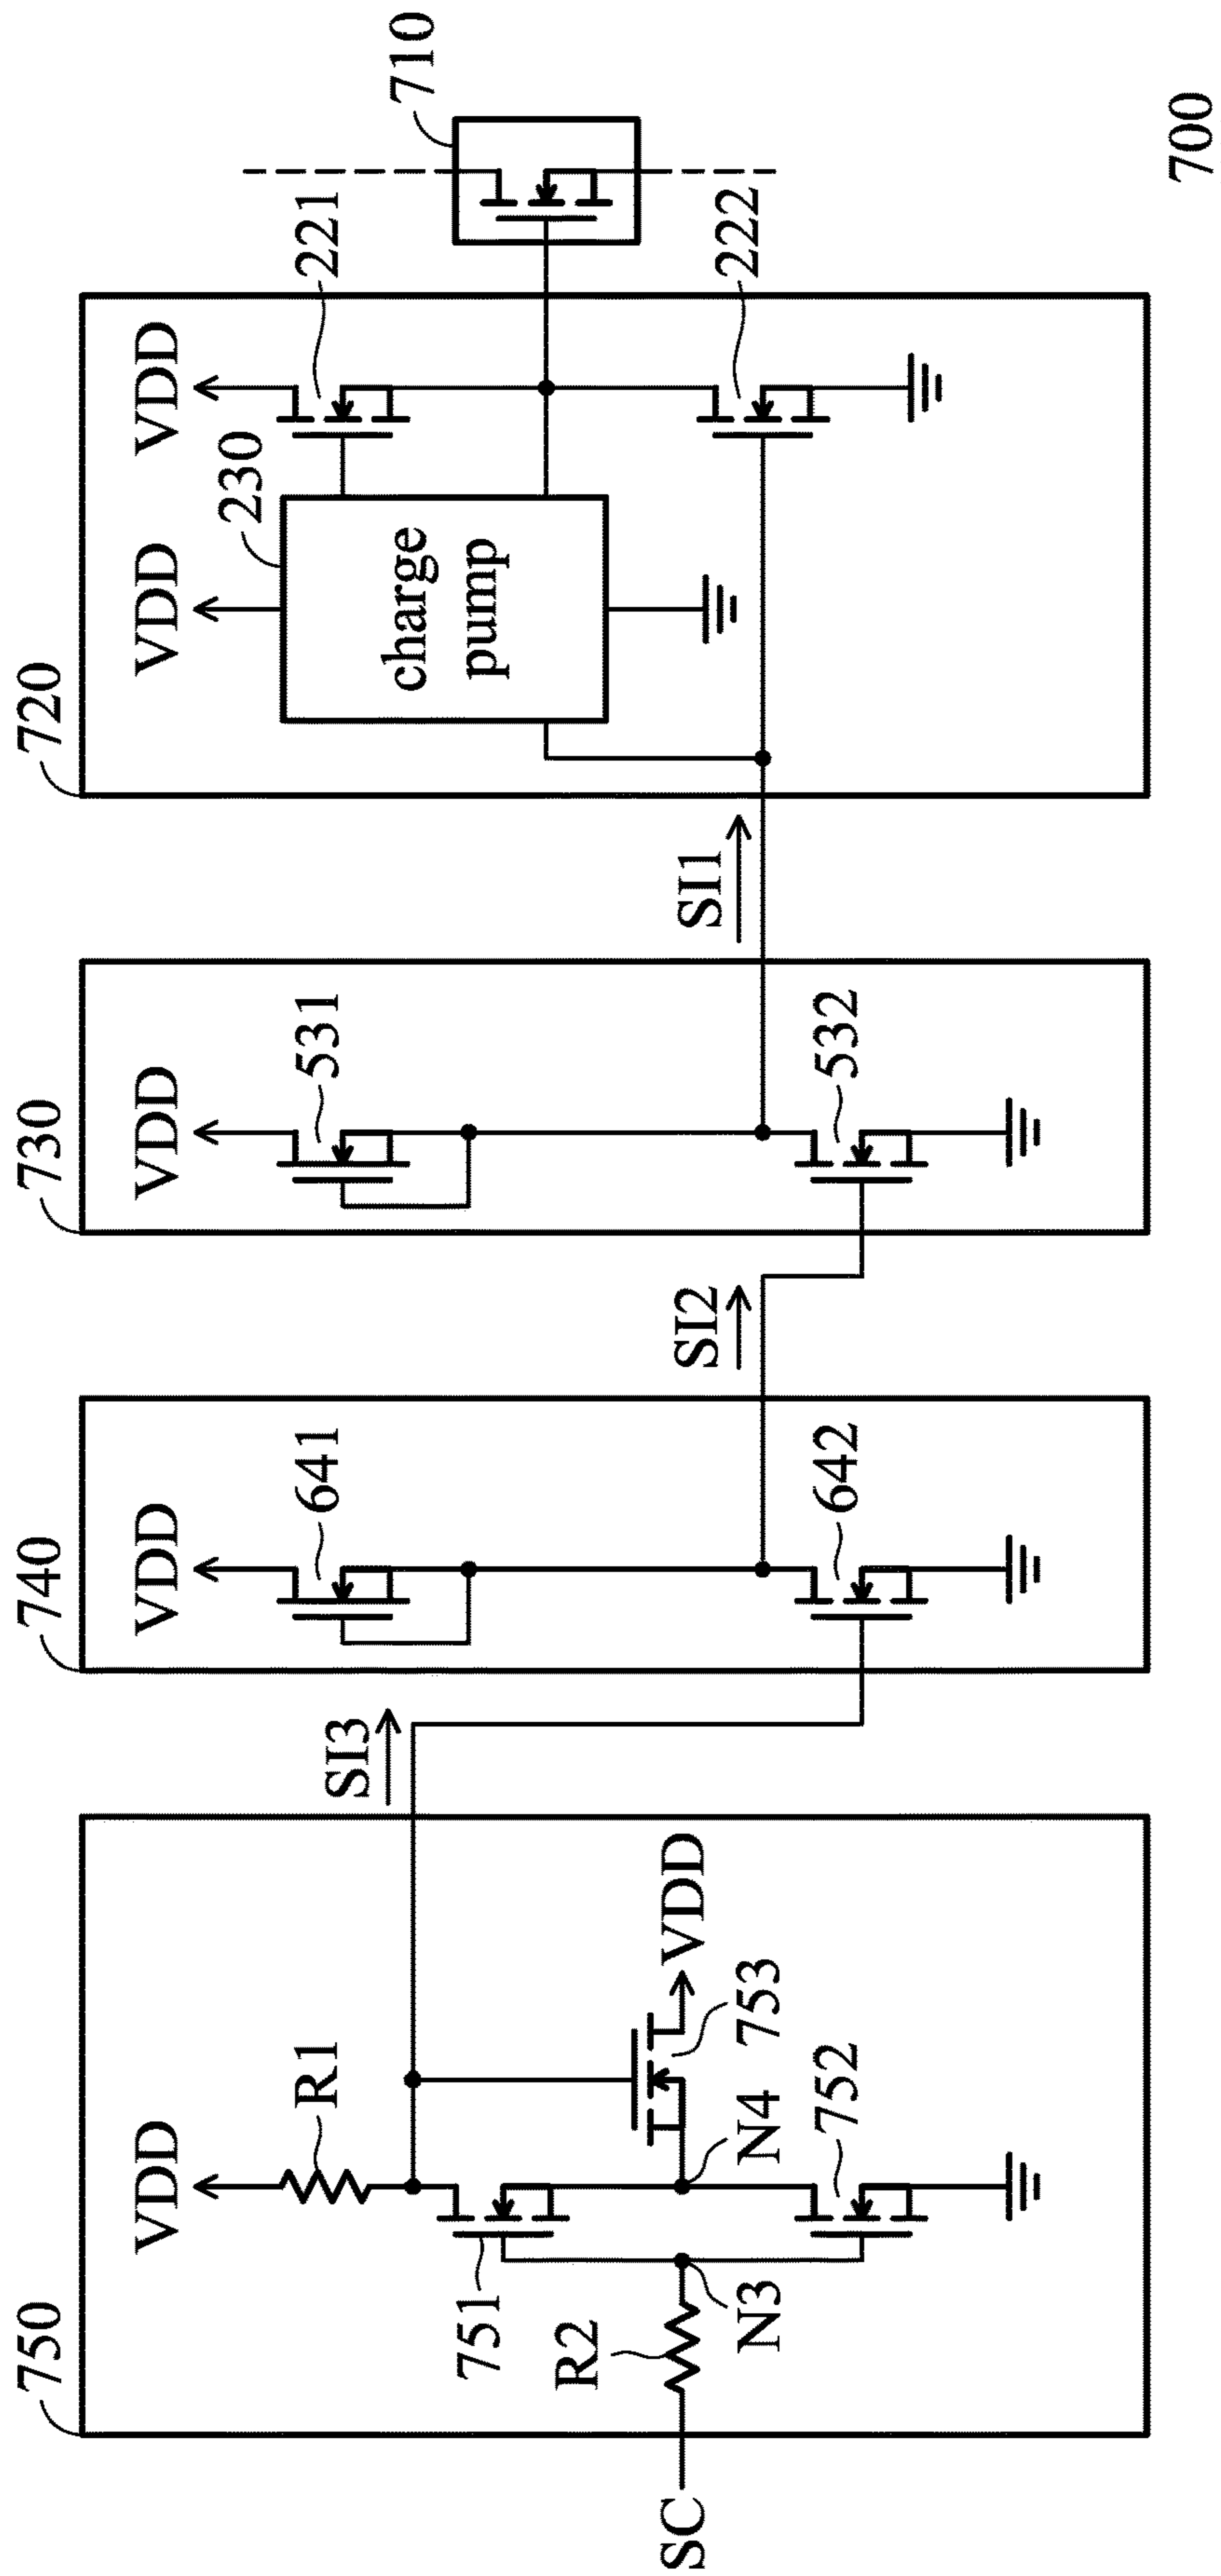 750
740
730
720
710
VDD
R1
SI3
VDD
641
VDD
531
VDD
230
VDD
221
751
charge
pump
R2
N3
N4
753
VDD
752
SC
SI2
642
SI1
532
222
700